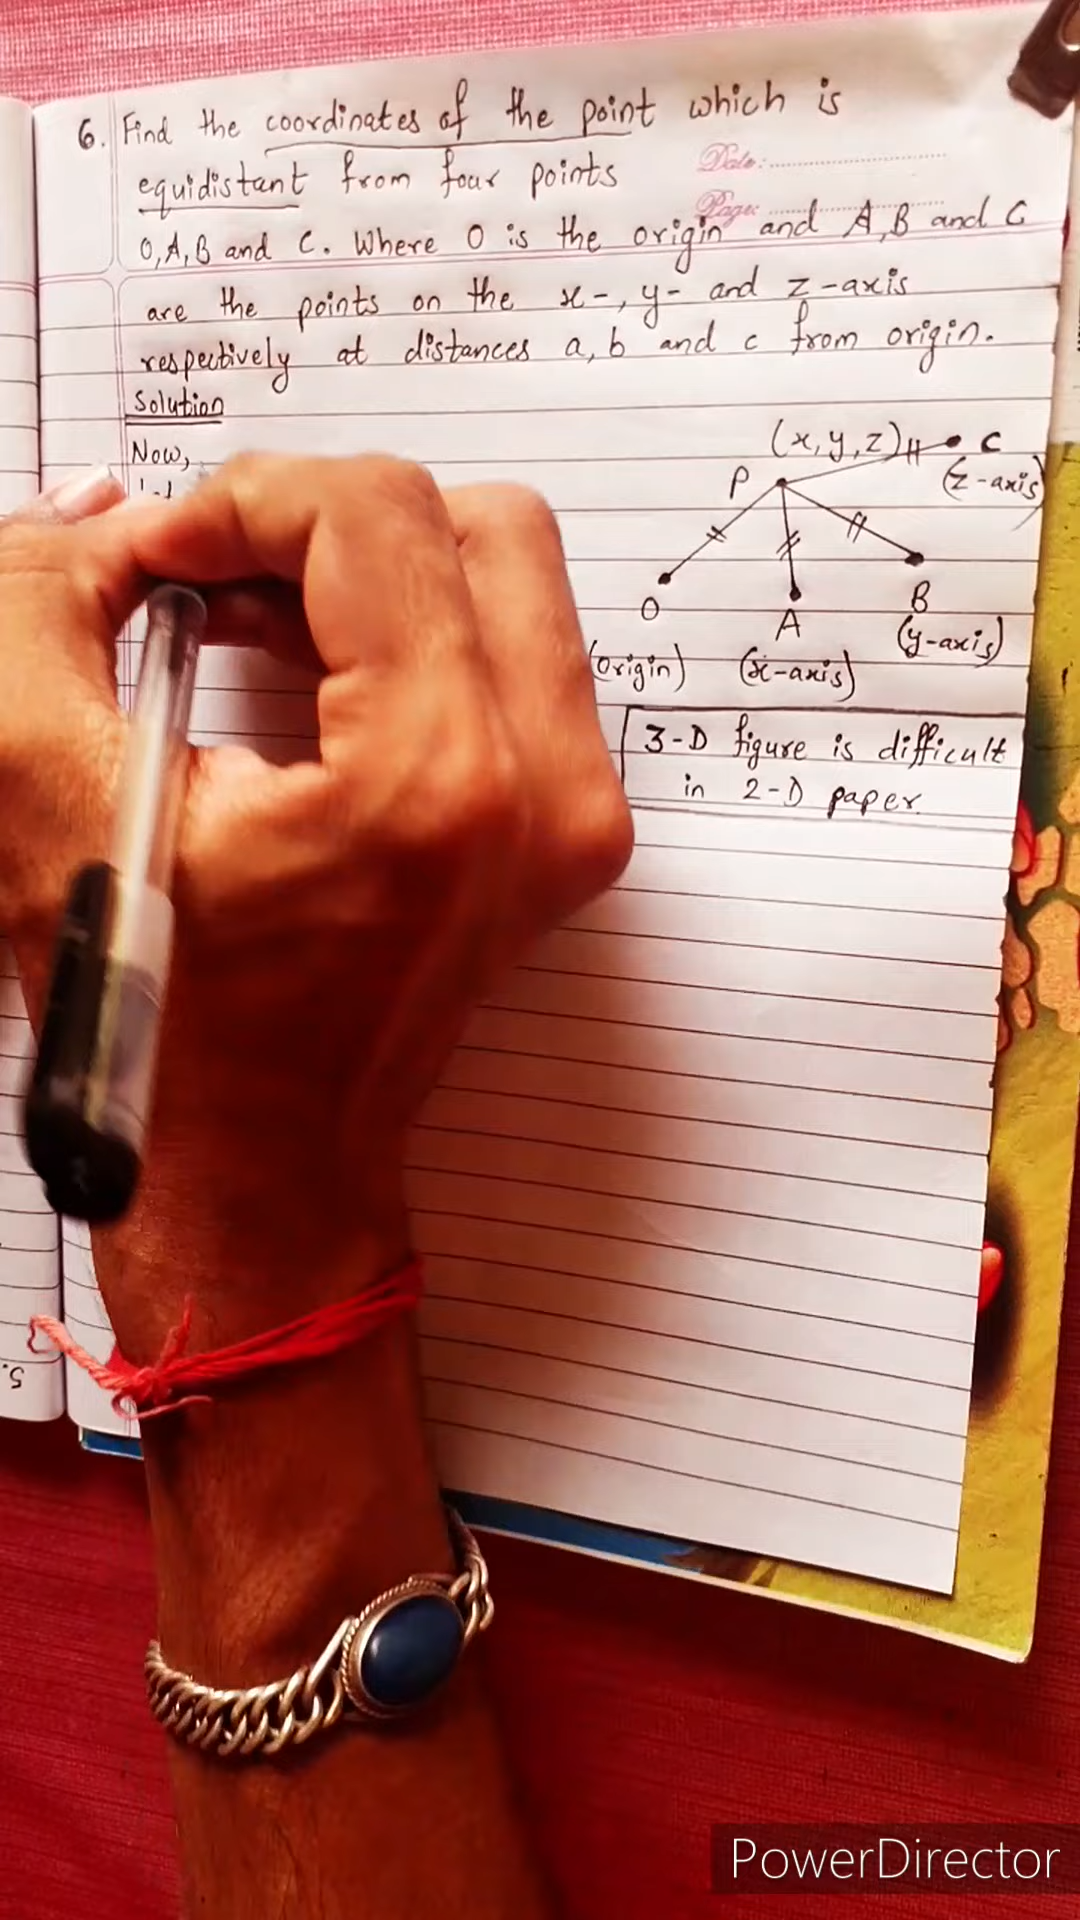 6. Find the coordinates of the point which is
Date:
equidistant from four points
Page:
O, A, B and C. Where O is the origin and A, B and C
are the points on the x-, y- and z-axis
respectively at distances a, b and c from origin.
Solution
Now,
(x, y, z)
C
(z-axis)
P
O
A
B
(origin)
(x-axis)
(y-axis)
3-D figure is difficult
in 2-D paper.
5.
PowerDirector